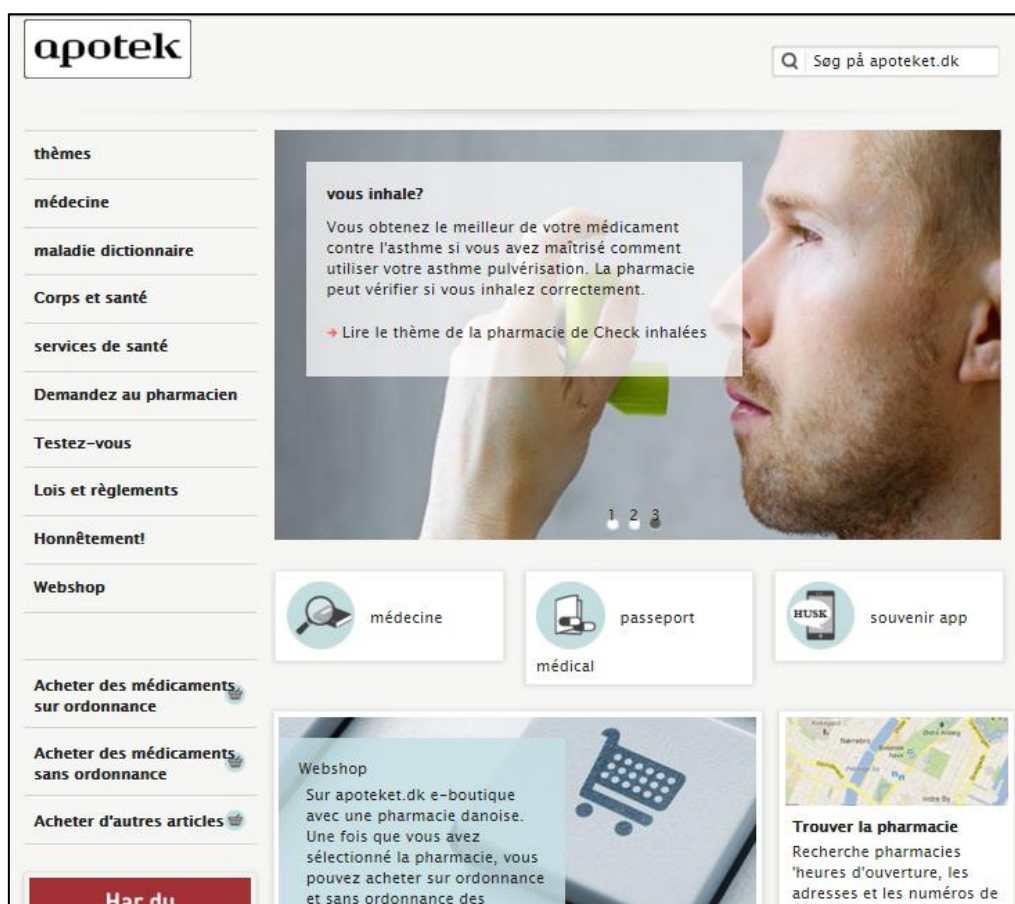 apotek
Søg på apoteket.dk
thèmes
médecine
maladie dictionnaire
Corps et santé
services de santé
Demandez au pharmacien
Testez-vous
Lois et règlements
Honnêtement!
Webshop
Acheter des médicaments
sur ordonnance
Acheter des médicaments
sans ordonnance
Acheter d'autres articles
Har du
vous inhale?
Vous obtenez le meilleur de votre médicament
contre l'asthme si vous avez maîtrisé comment
utiliser votre asthme pulvérisation. La pharmacie
peut vérifier si vous inhalez correctement.
→ Lire le thème de la pharmacie de Check inhalées
1 2 3
médecine
passeport
médical
HUSK
souvenir app
Webshop
Sur apoteket.dk e-boutique
avec une pharmacie danoise.
Une fois que vous avez
sélectionné la pharmacie, vous
pouvez acheter sur ordonnance
et sans ordonnance des
Nørrebro
Indre By
Trouver la pharmacie
Recherche pharmacies
'heures d'ouverture, les
adresses et les numéros de